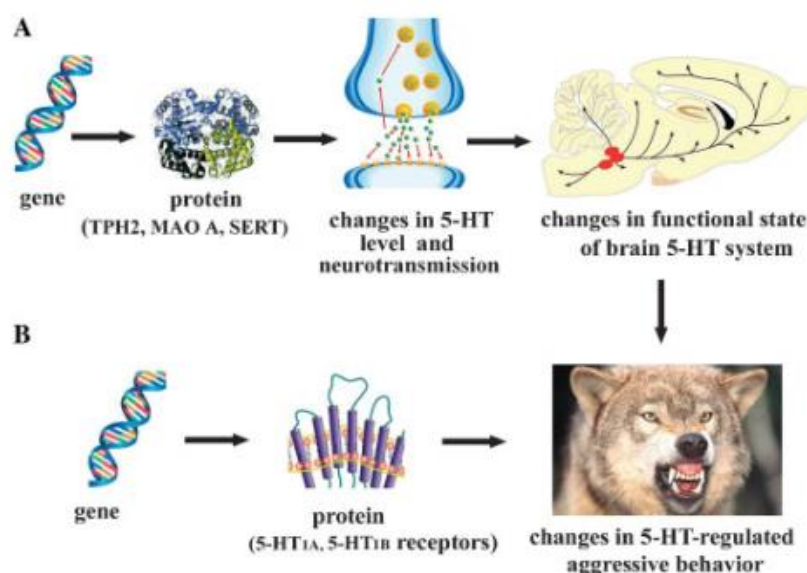 A
gene
protein
(TPH2, MAO A, SERT)
changes in 5-HT
level and
neurotransmission
changes in functional state
of brain 5-HT system
B
gene
protein
(5-HT1A, 5-HT1B receptors)
changes in 5-HT-regulated
aggressive behavior